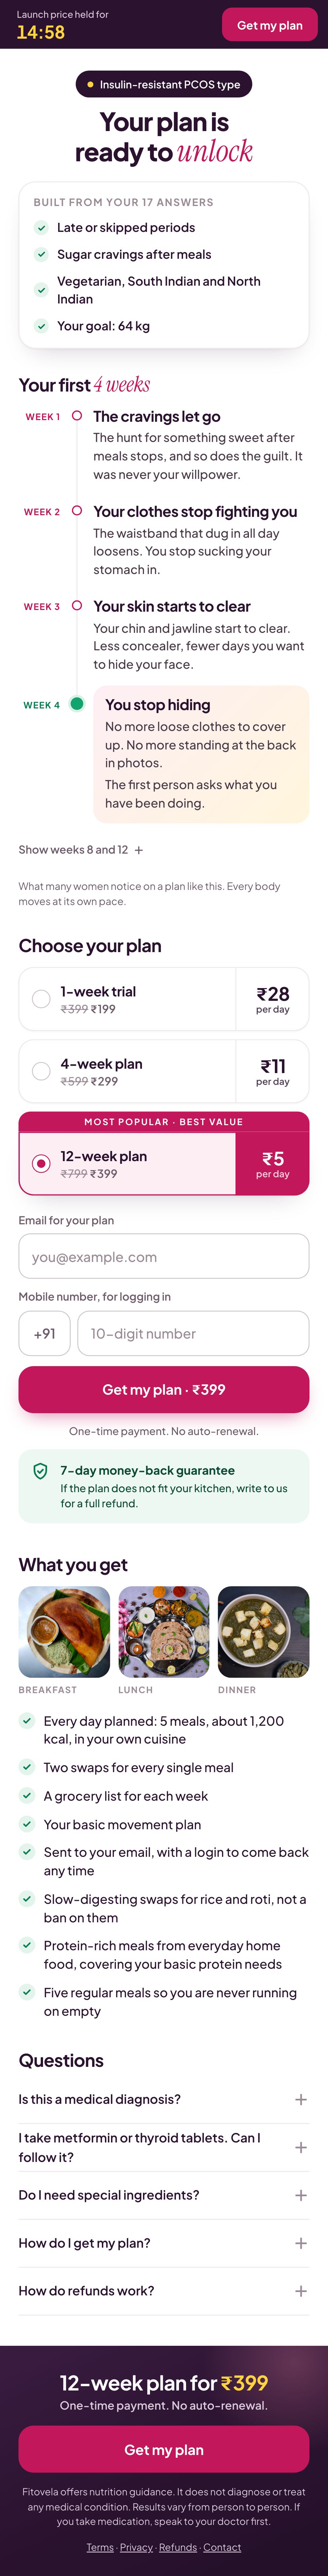 Launch price held for
14:58
Get my plan
Insulin-resistant PCOS type
Your plan is
ready to unlock
BUILT FROM YOUR 17 ANSWERS
Late or skipped periods
Sugar cravings after meals
Vegetarian, South Indian and North
Indian
Your goal: 64 kg
Your first 4 weeks
WEEK 1
The cravings let go
The hunt for something sweet after
meals stops, and so does the guilt. It
was never your willpower.
WEEK 2
Your clothes stop fighting you
The waistband that dug in all day
loosens. You stop sucking your
stomach in.
WEEK 3
Your skin starts to clear
Your chin and jawline start to clear.
Less concealer, fewer days you want
to hide your face.
WEEK 4
You stop hiding
No more loose clothes to cover
up. No more standing at the back
in photos.
The first person asks what you
have been doing.
Show weeks 8 and 12 +
What many women notice on a plan like this. Every body
moves at its own pace.
Choose your plan
1-week trial
₹399 ₹199
₹28
per day
4-week plan
₹599 ₹299
₹11
per day
MOST POPULAR · BEST VALUE
12-week plan
₹799 ₹399
₹5
per day
Email for your plan
you@example.com
Mobile number, for logging in
+91
10-digit number
Get my plan · ₹399
One-time payment. No auto-renewal.
7-day money-back guarantee
If the plan does not fit your kitchen, write to us
for a full refund.
What you get
BREAKFAST
LUNCH
DINNER
Every day planned: 5 meals, about 1,200
kcal, in your own cuisine
Two swaps for every single meal
A grocery list for each week
Your basic movement plan
Sent to your email, with a login to come back
any time
Slow-digesting swaps for rice and roti, not a
ban on them
Protein-rich meals from everyday home
food, covering your basic protein needs
Five regular meals so you are never running
on empty
Questions
Is this a medical diagnosis?
I take metformin or thyroid tablets. Can I
follow it?
Do I need special ingredients?
How do I get my plan?
How do refunds work?
12-week plan for ₹399
One-time payment. No auto-renewal.
Get my plan
Fitovela offers nutrition guidance. It does not diagnose or treat
any medical condition. Results vary from person to person. If
you take medication, speak to your doctor first.
Terms · Privacy · Refunds · Contact